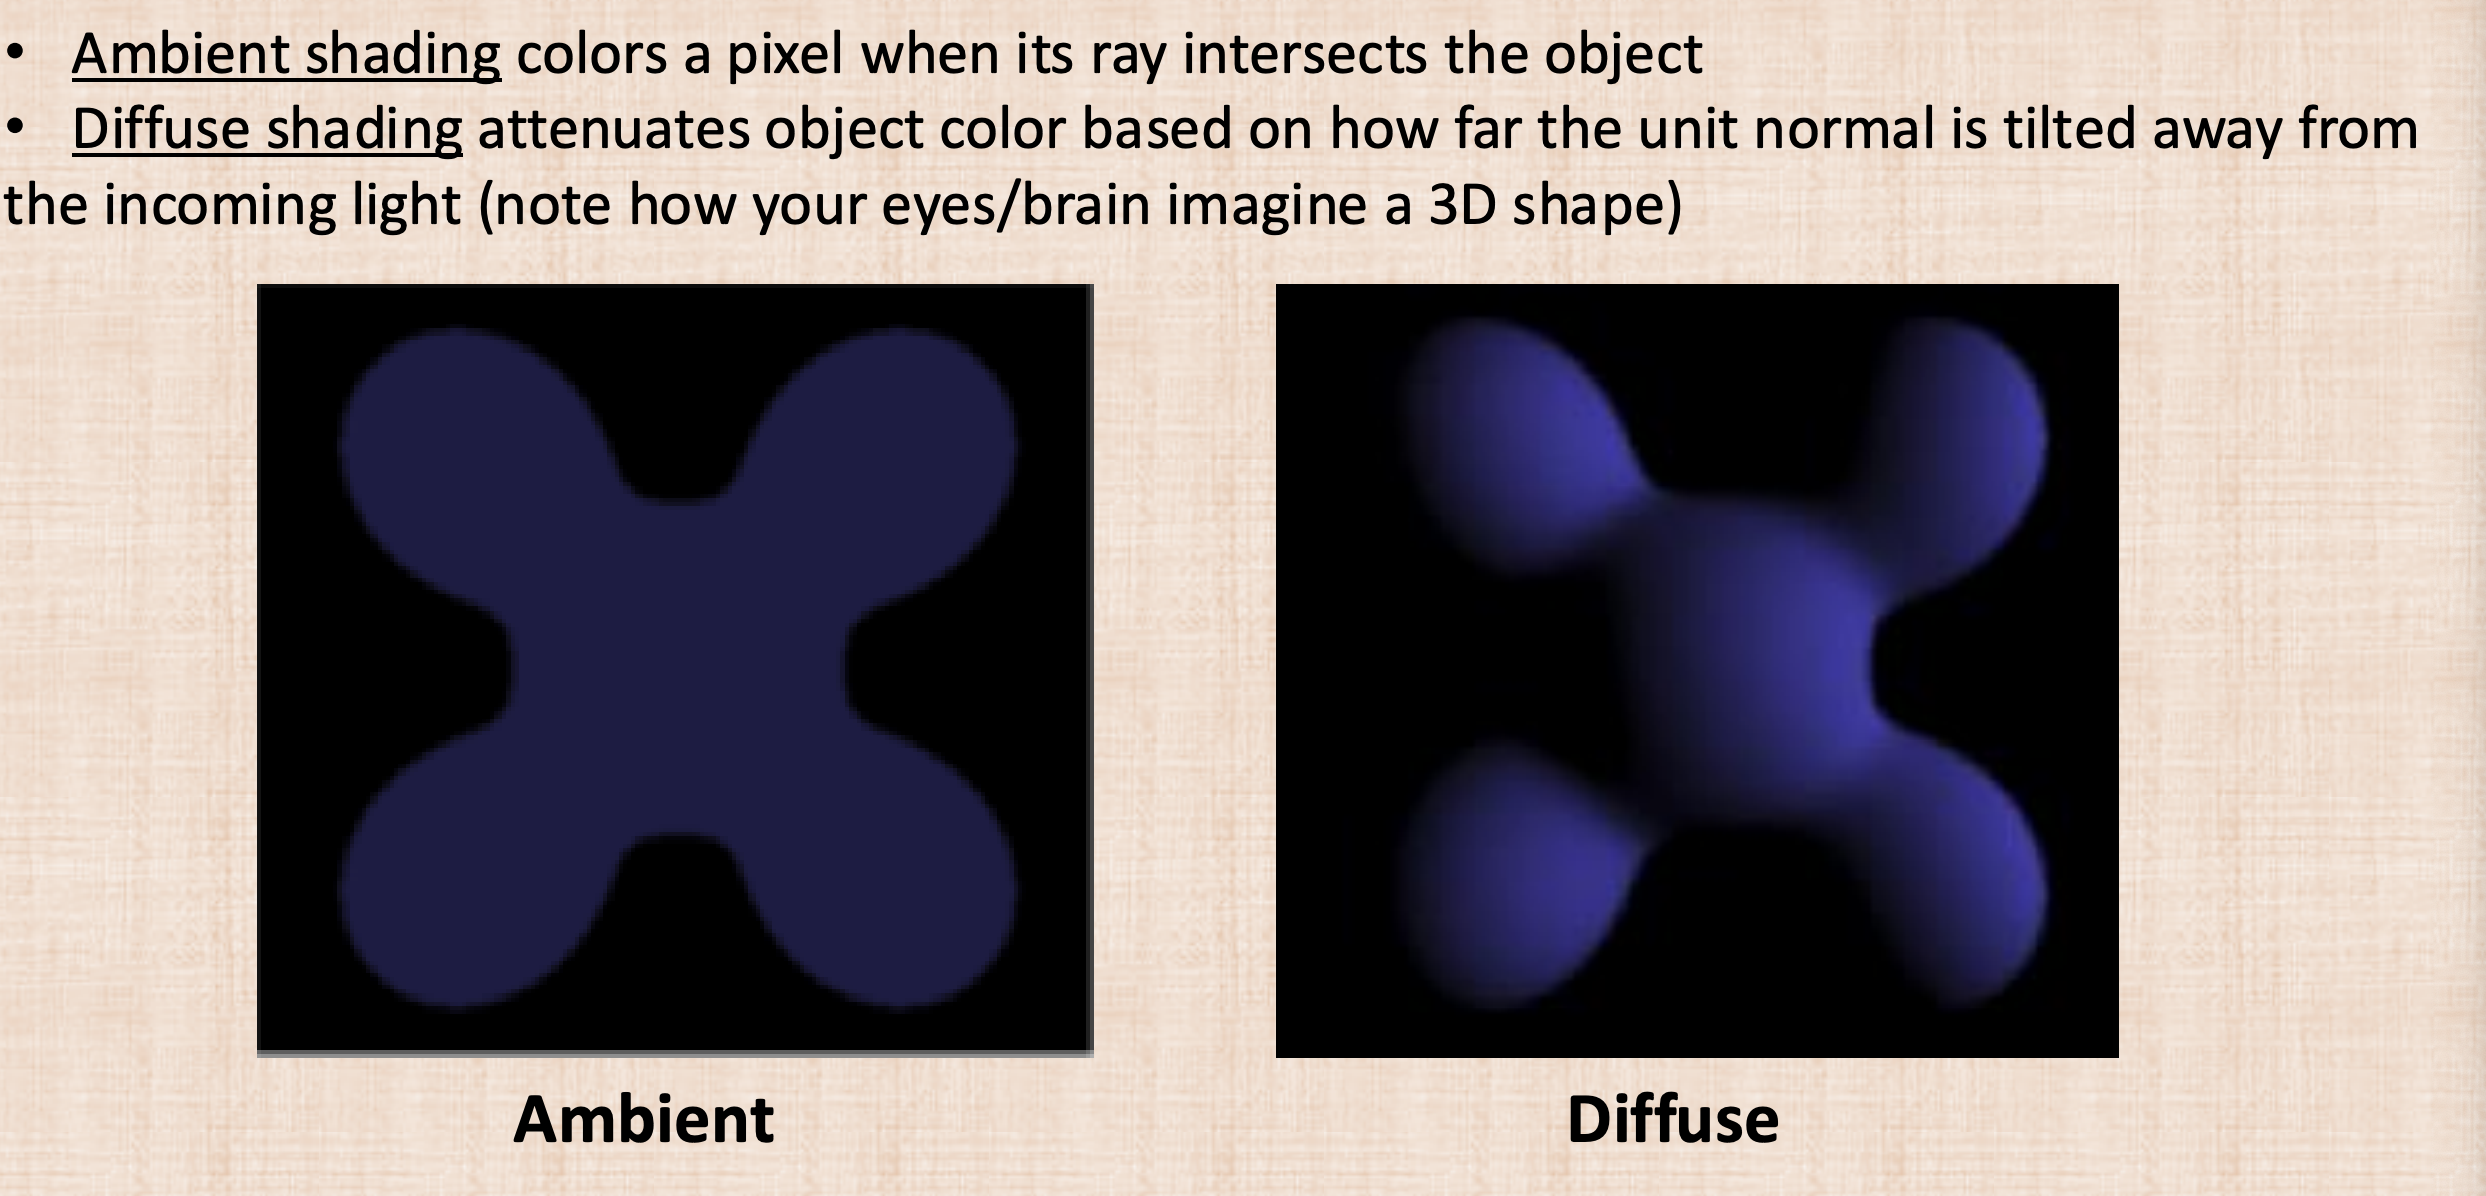 • Ambient shading colors a pixel when its ray intersects the object
• Diffuse shading attenuates object color based on how far the unit normal is tilted away from
the incoming light (note how your eyes/brain imagine a 3D shape)
Ambient
Diffuse